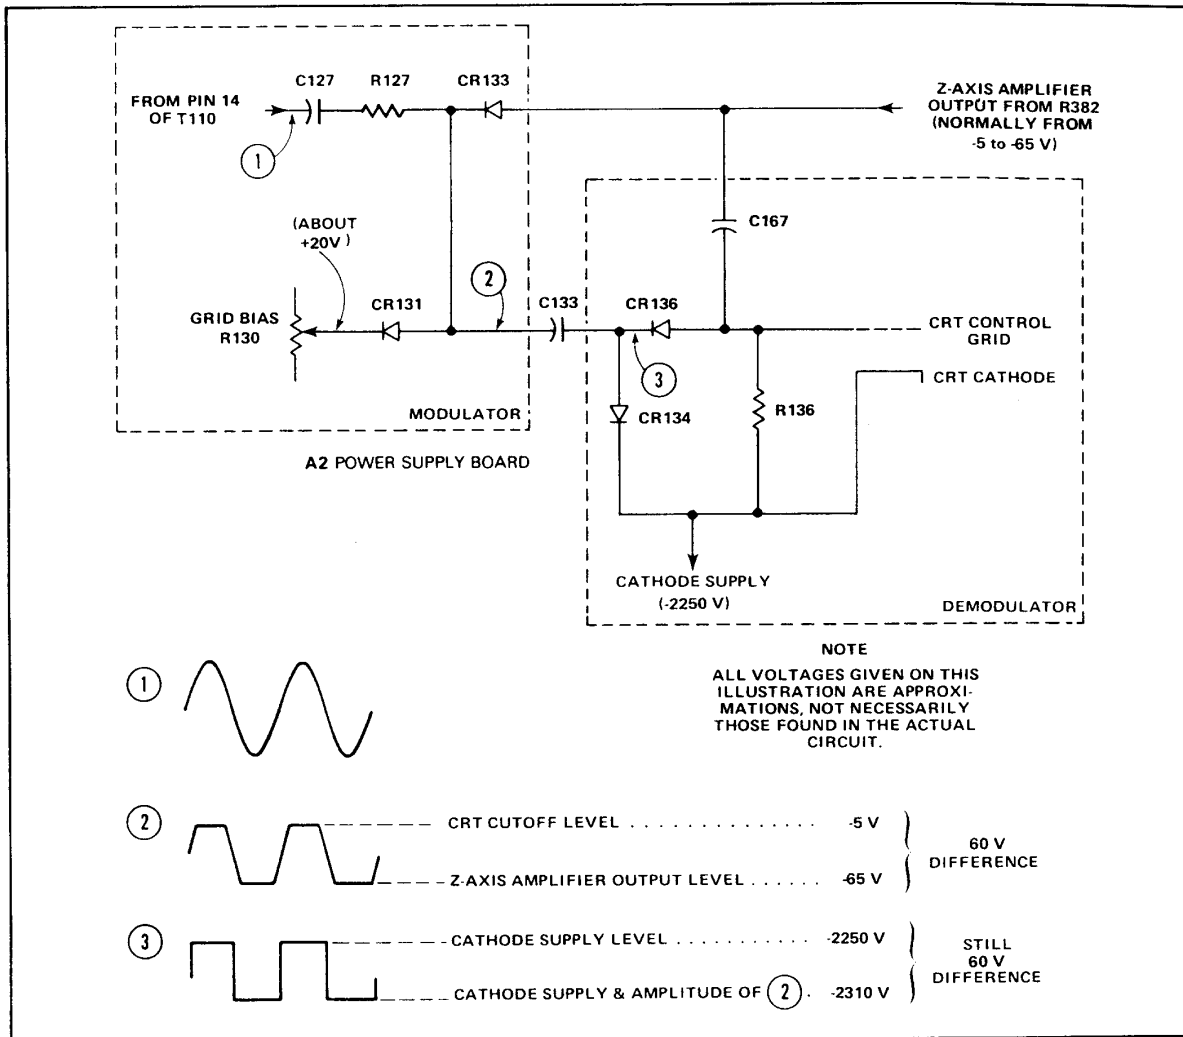 C127
R127
CR133
FROM PIN 14
OF T110
1
Z-AXIS AMPLIFIER
OUTPUT FROM R382
(NORMALLY FROM
-5 to -65 V)
C167
(ABOUT
+20V)
2
GRID BIAS
R130
CR131
C133
CR136
CRT CONTROL
GRID
3
CRT CATHODE
CR134
R136
MODULATOR
A2 POWER SUPPLY BOARD
CATHODE SUPPLY
(-2250 V)
DEMODULATOR
NOTE
ALL VOLTAGES GIVEN ON THIS
ILLUSTRATION ARE APPROXI-
MATIONS, NOT NECESSARILY
THOSE FOUND IN THE ACTUAL
CIRCUIT.
1
2
CRT CUTOFF LEVEL . . . . . . . . . . . . . . . -5 V
Z-AXIS AMPLIFIER OUTPUT LEVEL . . . . . . -65 V
60 V
DIFFERENCE
3
CATHODE SUPPLY LEVEL . . . . . . . . . . . -2250 V
CATHODE SUPPLY & AMPLITUDE OF 2 . -2310 V
STILL
60 V
DIFFERENCE